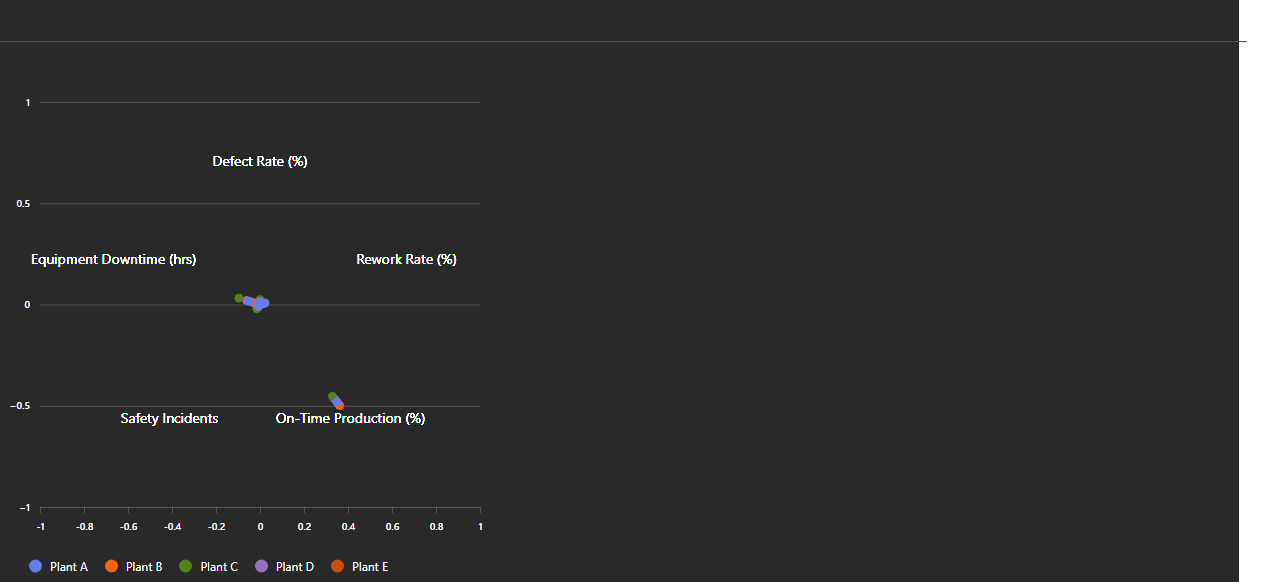 1
Defect Rate (%)
0.5
Equipment Downtime (hrs) Rework Rate (%)
0
−0.5
Safety Incidents On-Time Production (%)
−1
-1 -0.8 -0.6 -0.4 -0.2 0 0.2 0.4 0.6 0.8 1
Plant A Plant B Plant C Plant D Plant E